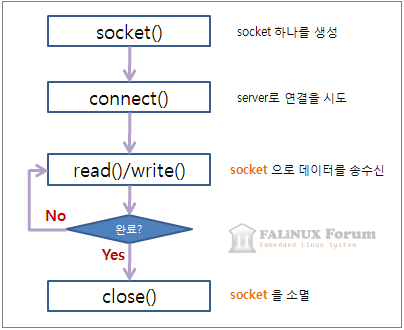 socket()
socket 하나를 생성
connect()
server로 연결을 시도
read()/write()
socket 으로 데이터를 송수신
No
완료?
FALinux Forum
Embedded Linux System
Yes
close()
socket 을 소멸